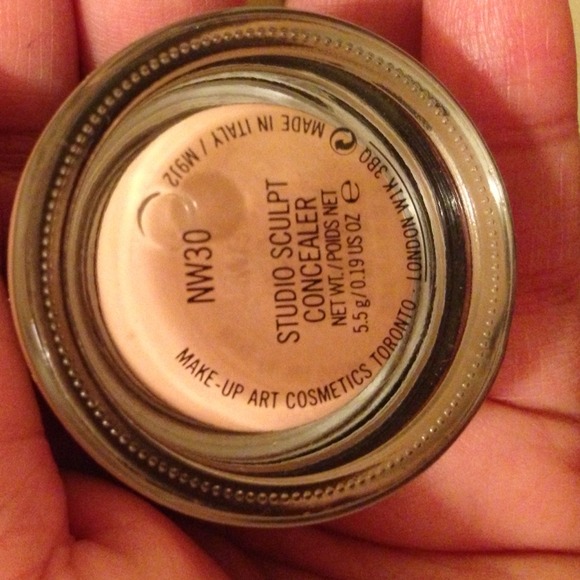 NW30
STUDIO SCULPT
CONCEALER
NET WT./POIDS NET
5.5 g/0.19 US OZ e
MAKE-UP ART COSMETICS TORONTO · LONDON W1K 3BQ
MADE IN ITALY / M9J2